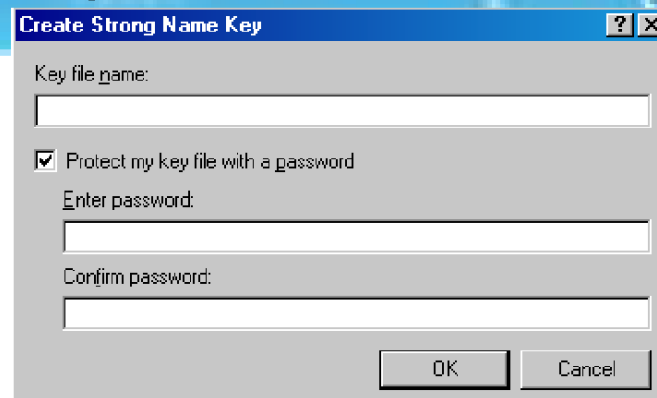 Create Strong Name Key
Key file name:
Protect my key file with a password
Enter password:
Confirm password:
OK Cancel